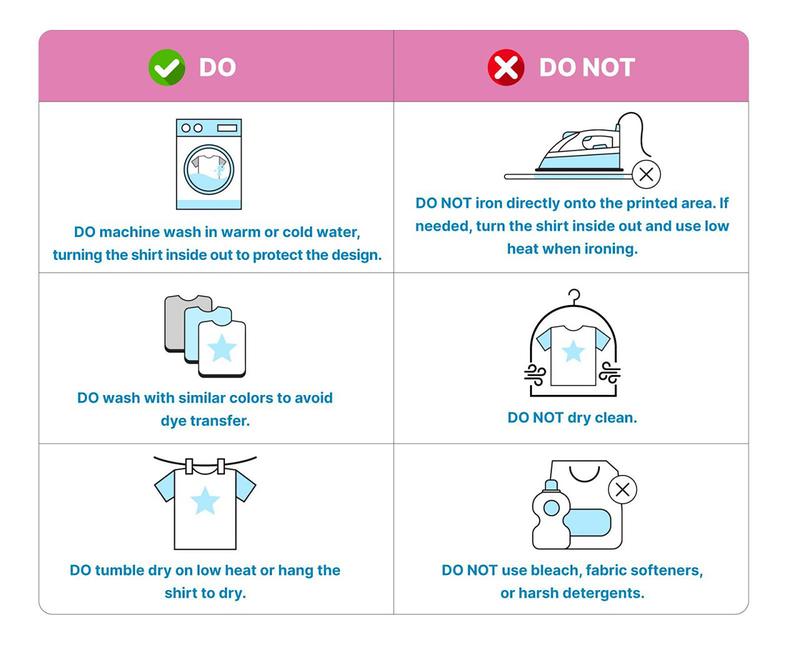 DO
DO NOT
DO machine wash in warm or cold water,
turning the shirt inside out to protect the design.
DO NOT iron directly onto the printed area. If
needed, turn the shirt inside out and use low
heat when ironing.
DO wash with similar colors to avoid
dye transfer.
DO NOT dry clean.
DO tumble dry on low heat or hang the
shirt to dry.
DO NOT use bleach, fabric softeners,
or harsh detergents.